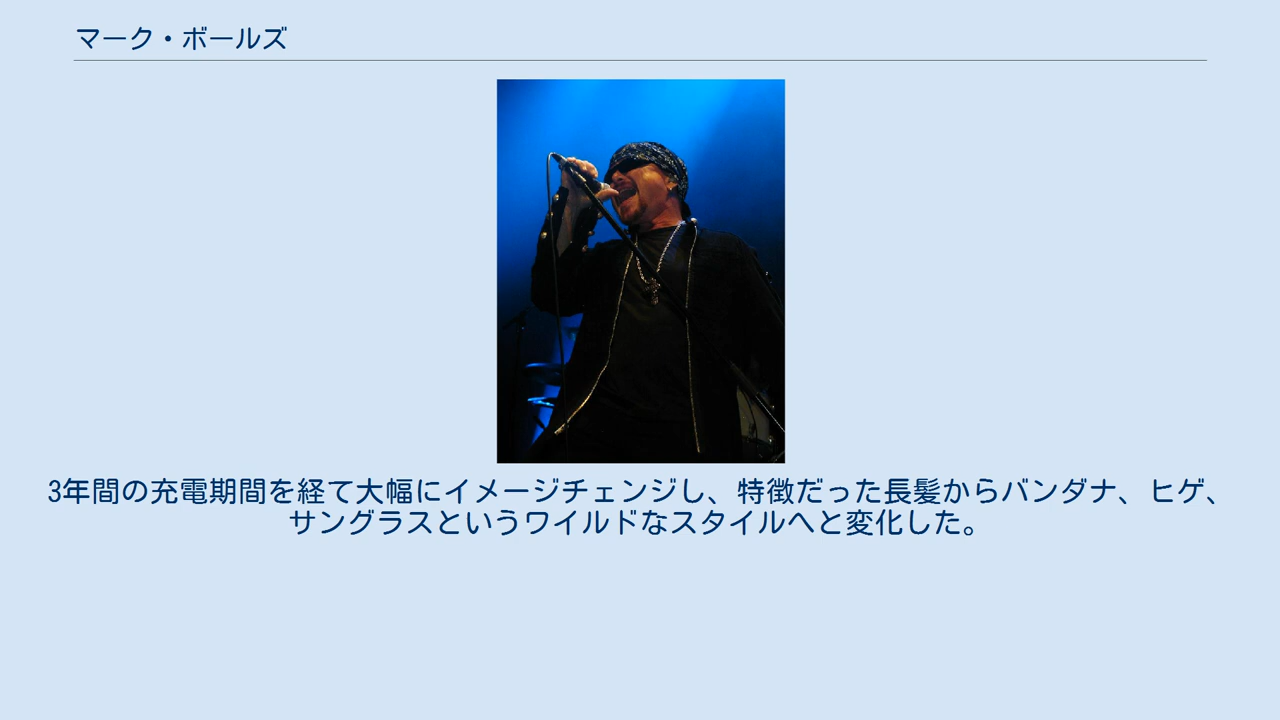 マーク・ボールズ
3年間の充電期間を経て大幅にイメージチェンジし、特徴だった長髪からバンダナ、ヒゲ、
サングラスというワイルドなスタイルへと変化した。